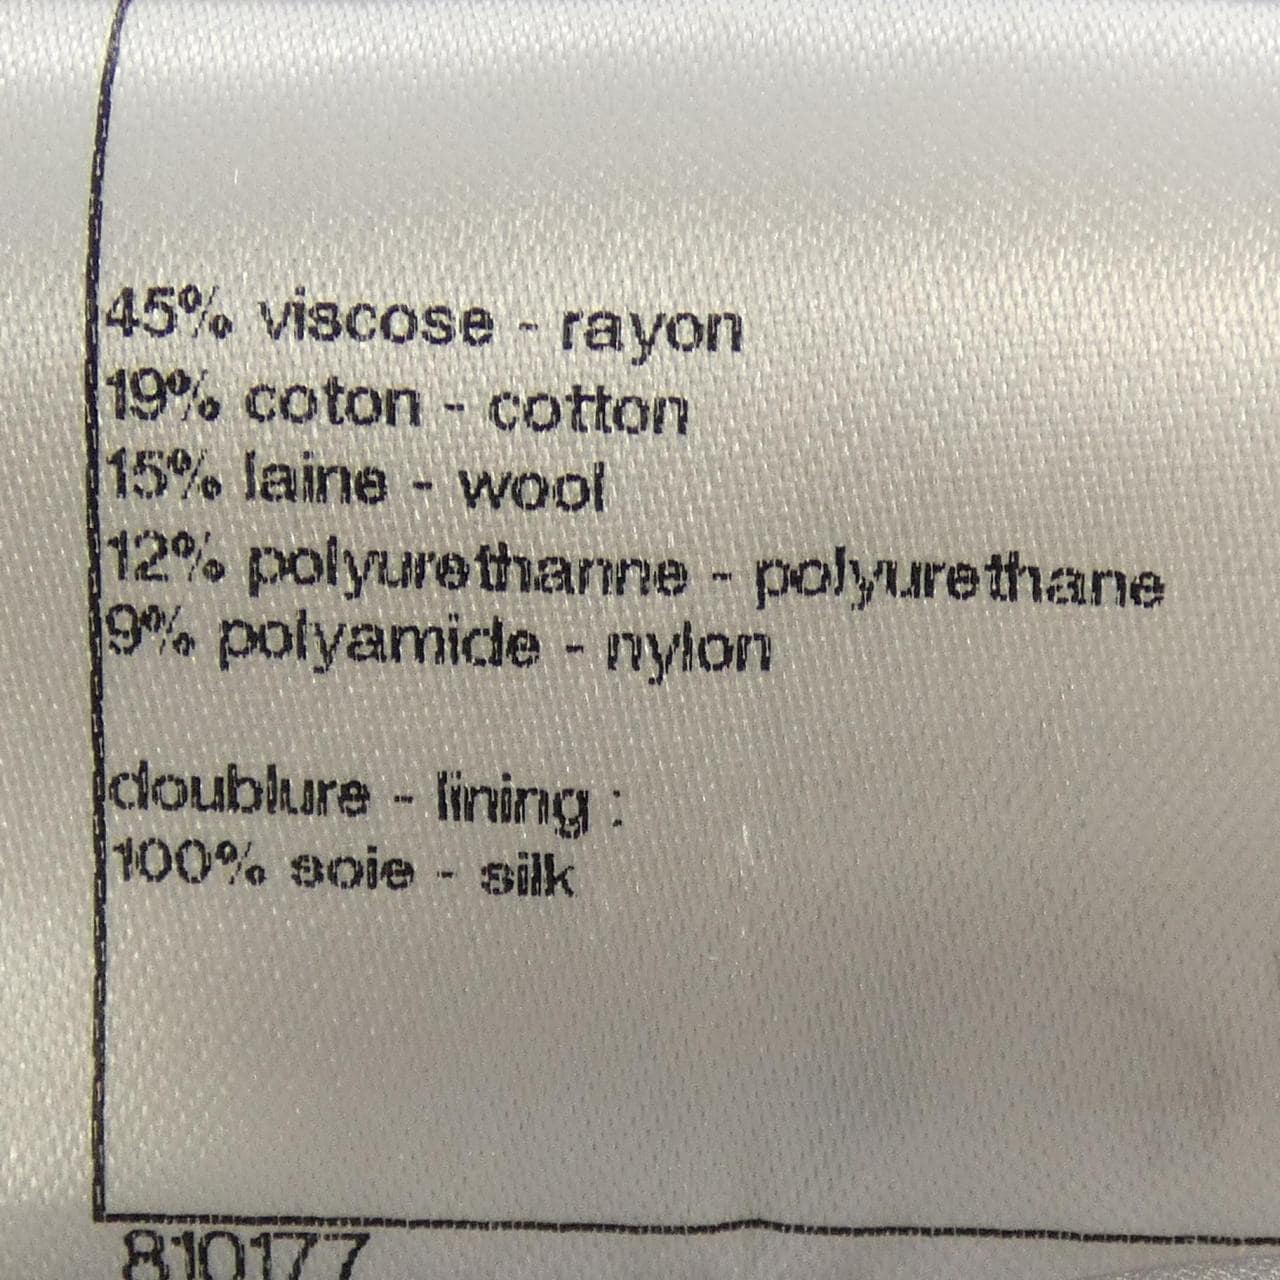 45% viscose - rayon
19% coton - cotton
15% laine - wool
12% polyurethanne - polyurethane
9% polyamide - nylon
doublure - lining :
100% soie - silk
810177